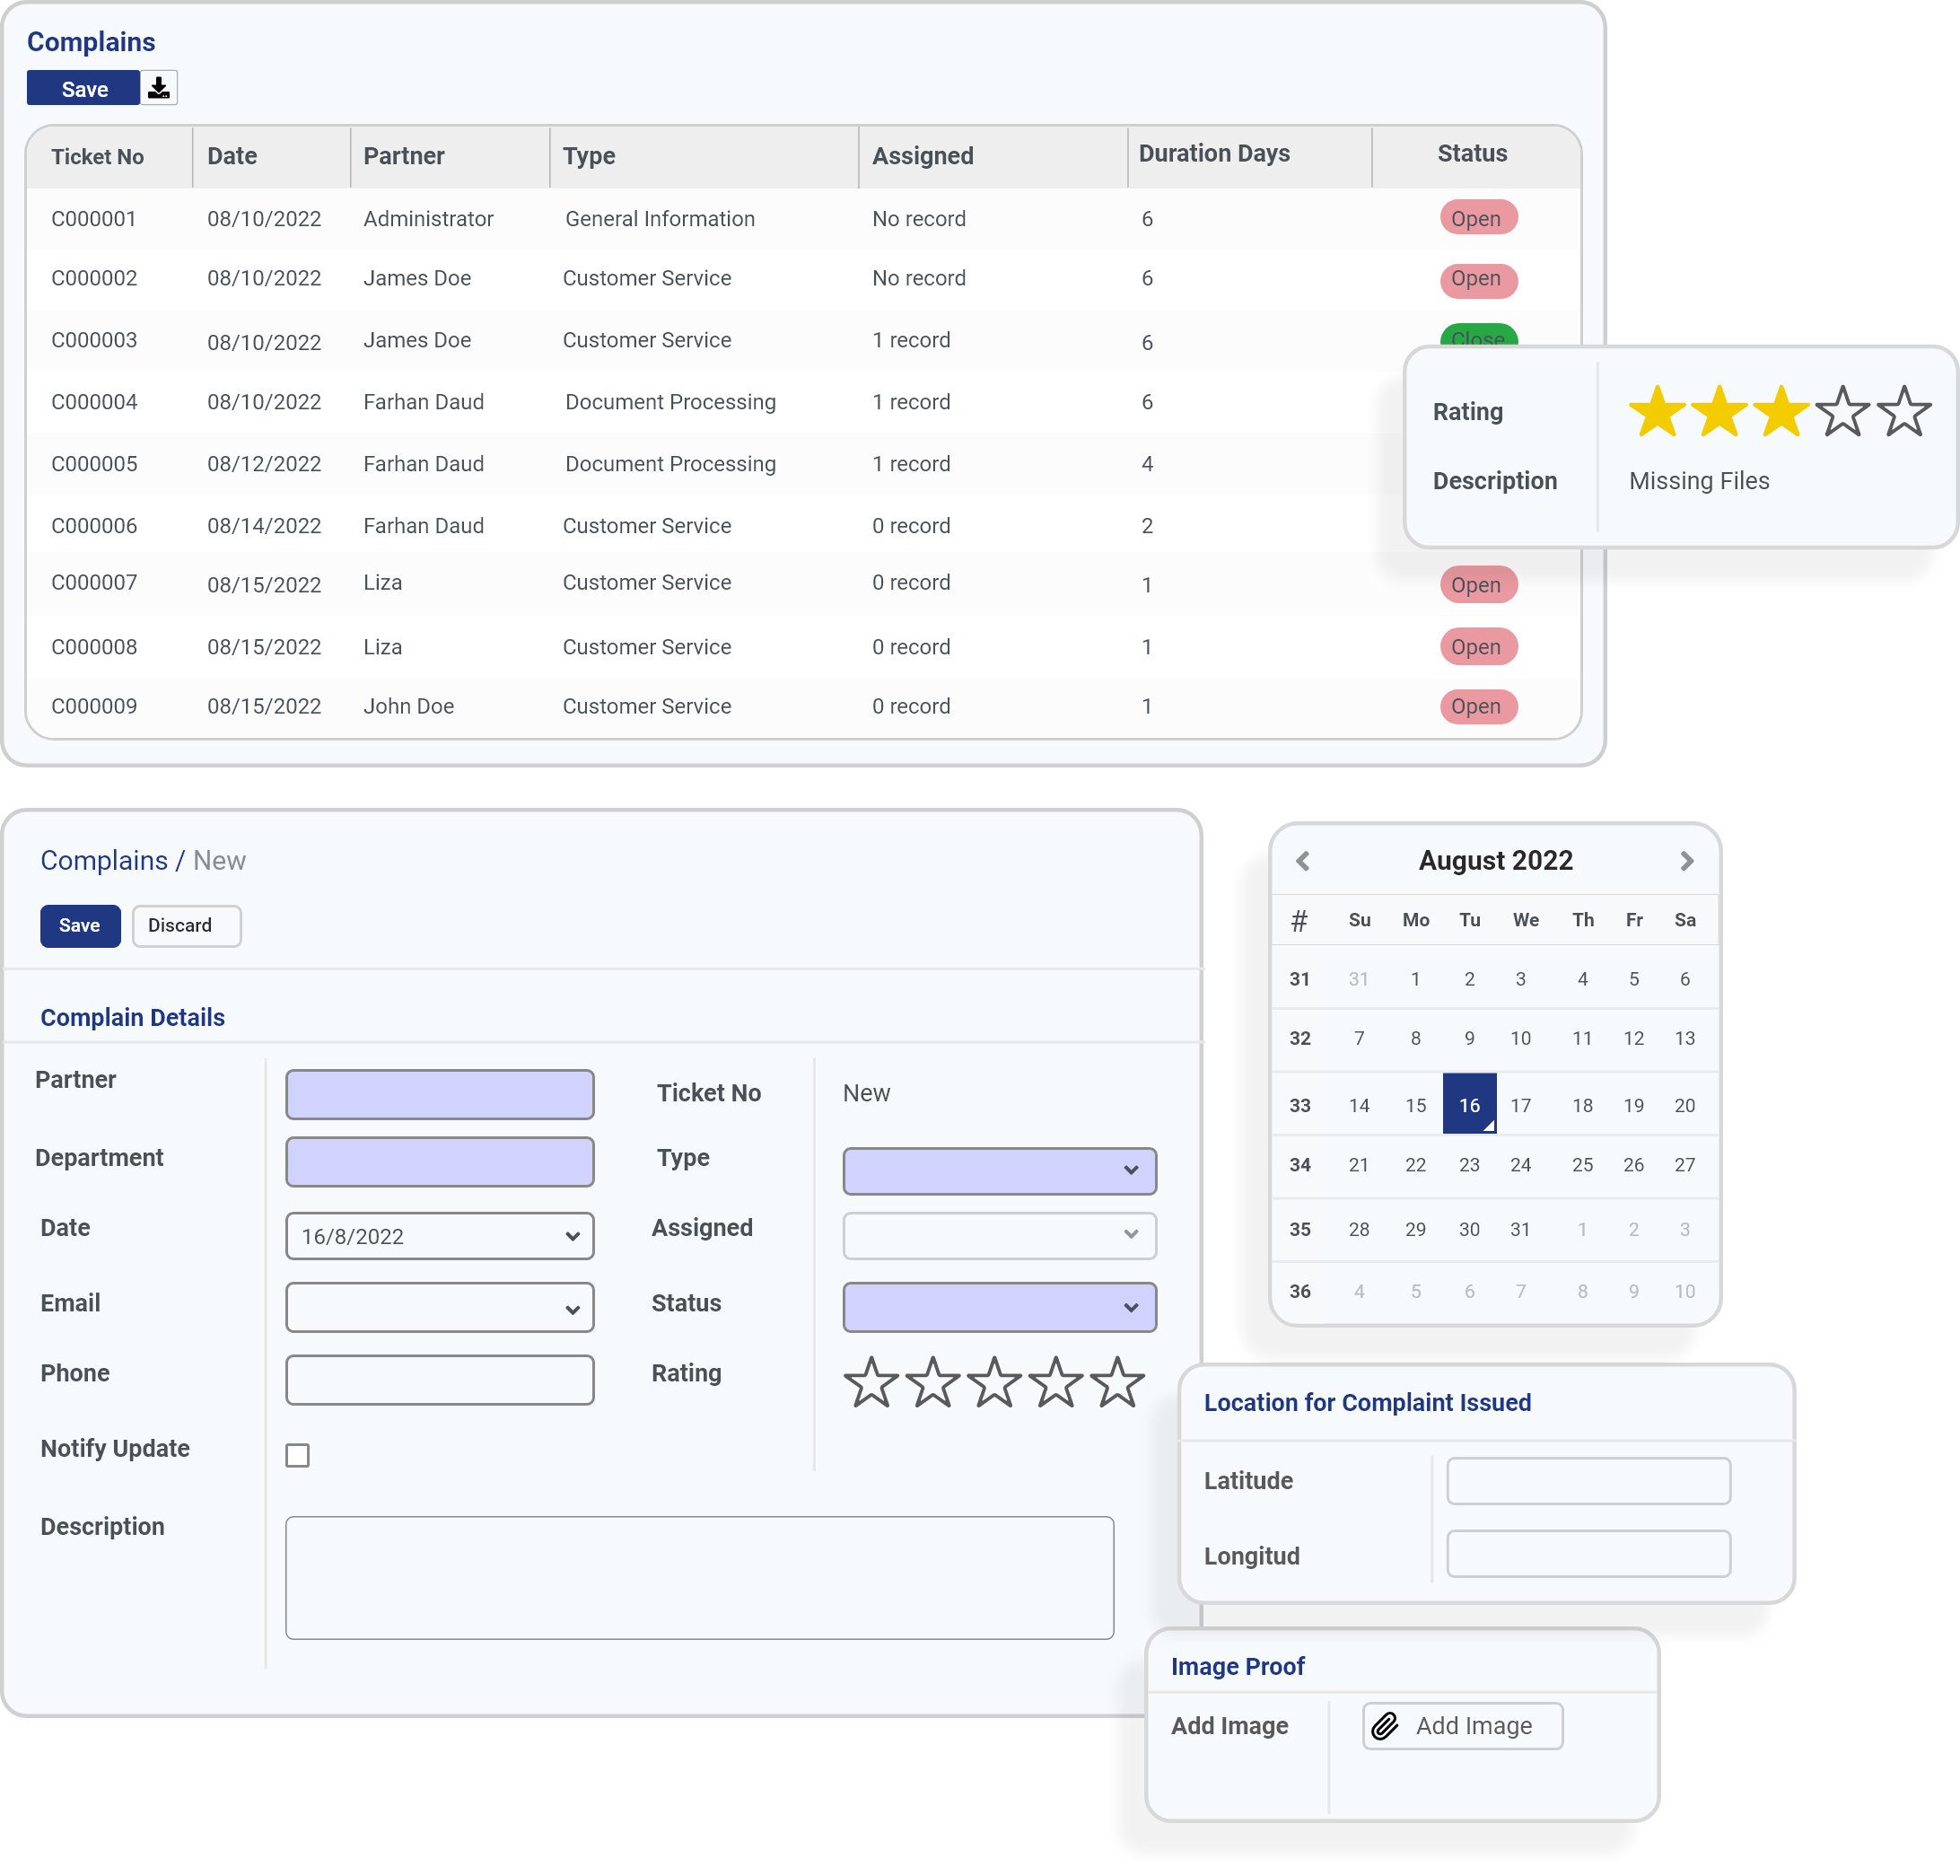 Complains
Save
Ticket No Date Partner Type Assigned Duration Days Status
C000001 08/10/2022 Administrator General Information No record 6 Open
C000002 08/10/2022 James Doe Customer Service No record 6 Open
C000003 08/10/2022 James Doe Customer Service 1 record 6 Close
C000004 08/10/2022 Farhan Daud Document Processing 1 record 6
C000005 08/12/2022 Farhan Daud Document Processing 1 record 4
C000006 08/14/2022 Farhan Daud Customer Service 0 record 2
C000007 08/15/2022 Liza Customer Service 0 record 1 Open
C000008 08/15/2022 Liza Customer Service 0 record 1 Open
C000009 08/15/2022 John Doe Customer Service 0 record 1 Open
Rating
Description Missing Files
Complains / New
Save Discard
Complain Details
Partner
Department
Date 16/8/2022
Email
Phone
Notify Update
Description
Ticket No New
Type
Assigned
Status
Rating
August 2022
# Su Mo Tu We Th Fr Sa
31 31 1 2 3 4 5 6
32 7 8 9 10 11 12 13
33 14 15 16 17 18 19 20
34 21 22 23 24 25 26 27
35 28 29 30 31 1 2 3
36 4 5 6 7 8 9 10
Location for Complaint Issued
Latitude
Longitud
Image Proof
Add Image Add Image